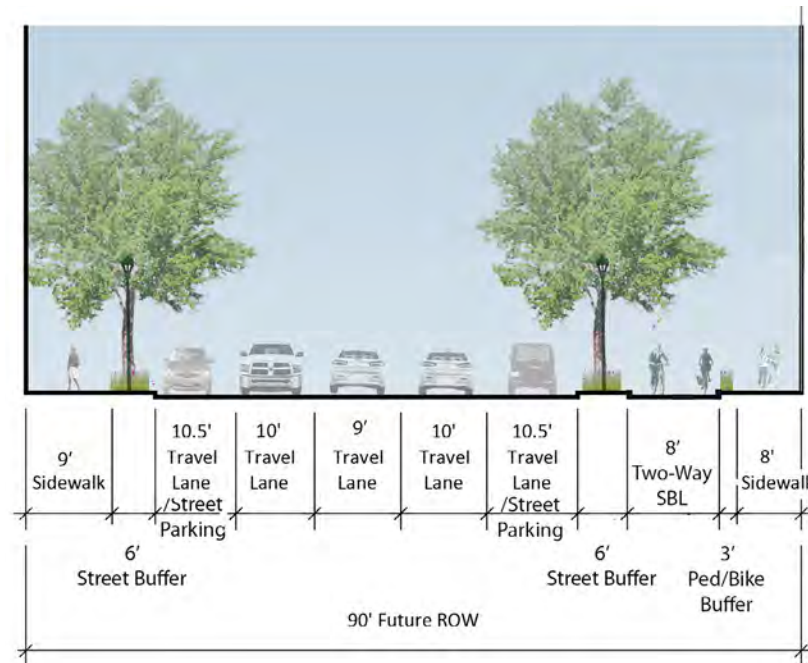 9'
Sidewalk
10.5'
Travel
Lane
/Street
Parking
10'
Travel
Lane
9'
Travel
Lane
10'
Travel
Lane
10.5'
Travel
Lane
/Street
Parking
8'
Two-Way
SBL
8'
Sidewalk
6'
Street Buffer
6'
Street Buffer
3'
Ped/Bike
Buffer
90' Future ROW